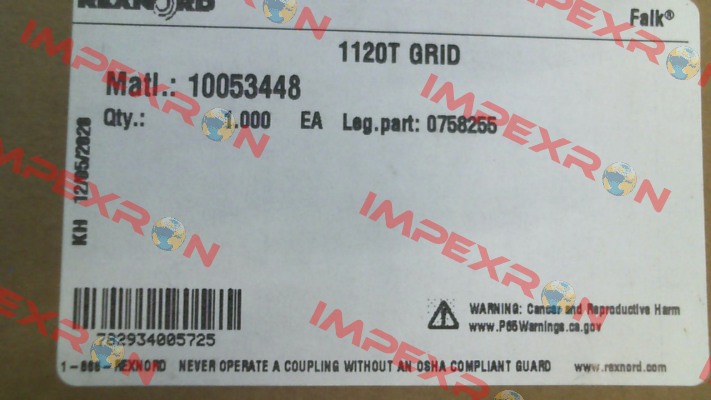 REXNORD
Falk®
1120T GRID
Matl.: 10053448
Qty.: 1.000 EA Leg.part: 0758255
KH 12/05/2020
782934005725
WARNING: Cancer and Reproductive Harm
www.P65Warnings.ca.gov
1-866-REXNORD NEVER OPERATE A COUPLING WITHOUT AN OSHA COMPLIANT GUARD www.rexnord.com
IMPEXRON
IMPEXRON
IMPEXRON
IMPEXRON
IMPEXRON
IMPEXRON